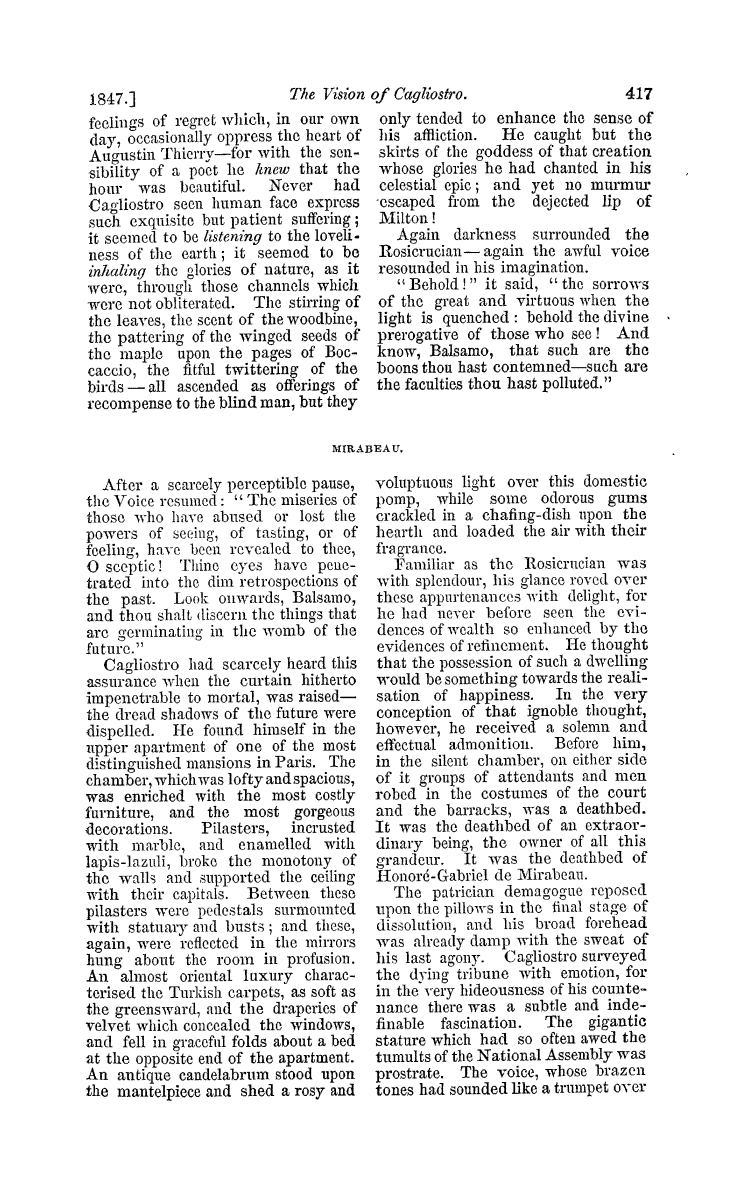 1847.] The Vision of Cagliostro. 417
feelings of regret which, in our own
day, occasionally oppress the heart of
Augustin Thierry—for with the sen-
sibility of a poet he knew that the
hour was beautiful. Never had
Cagliostro seen human face express
such exquisite but patient suffering;
it seemed to be listening to the loveli-
ness of the earth; it seemed to be
inhaling the glories of nature, as it
were, through those channels which
were not obliterated. The stirring of
the leaves, the scent of the woodbine,
the pattering of the winged seeds of
the maple upon the pages of Boc-
caccio, the fitful twittering of the
birds—all ascended as offerings of
recompense to the blind man, but they
only tended to enhance the sense of
his affliction. He caught but the
skirts of the goddess of that creation
whose glories he had chanted in his
celestial epic; and yet no murmur
escaped from the dejected lip of
Milton!
Again darkness surrounded the
Rosicrucian—again the awful voice
resounded in his imagination.
"Behold!" it said, "the sorrows
of the great and virtuous when the
light is quenched: behold the divine
prerogative of those who see! And
know, Balsamo, that such are the
boons thou hast contemned—such are
the faculties thou hast polluted."
MIRABEAU.
After a scarcely perceptible pause,
the Voice resumed: "The miseries of
those who have abused or lost the
powers of seeing, of tasting, or of
feeling, have been revealed to thee,
O sceptic! Thine eyes have pene-
trated into the dim retrospections of
the past. Look onwards, Balsamo,
and thou shalt discern the things that
are germinating in the womb of the
future."
Cagliostro had scarcely heard this
assurance when the curtain hitherto
impenetrable to mortal, was raised—
the dread shadows of the future were
dispelled. He found himself in the
upper apartment of one of the most
distinguished mansions in Paris. The
chamber, which was lofty and spacious,
was enriched with the most costly
furniture, and the most gorgeous
decorations. Pilasters, incrusted
with marble, and enamelled with
lapis-lazuli, broke the monotony of
the walls and supported the ceiling
with their capitals. Between these
pilasters were pedestals surmounted
with statuary and busts; and these,
again, were reflected in the mirrors
hung about the room in profusion.
An almost oriental luxury charac-
terised the Turkish carpets, as soft as
the greensward, and the draperies of
velvet which concealed the windows,
and fell in graceful folds about a bed
at the opposite end of the apartment.
An antique candelabrum stood upon
the mantelpiece and shed a rosy and
voluptuous light over this domestic
pomp, while some odorous gums
crackled in a chafing-dish upon the
hearth and loaded the air with their
fragrance.
Familiar as the Rosicrucian was
with splendour, his glance roved over
these appurtenances with delight, for
he had never before seen the evi-
dences of wealth so enhanced by the
evidences of refinement. He thought
that the possession of such a dwelling
would be something towards the reali-
sation of happiness. In the very
conception of that ignoble thought,
however, he received a solemn and
effectual admonition. Before him,
in the silent chamber, on either side
of it groups of attendants and men
robed in the costumes of the court
and the barracks, was a deathbed.
It was the deathbed of an extraor-
dinary being, the owner of all this
grandeur. It was the deathbed of
Honoré-Gabriel de Mirabeau.
The patrician demagogue reposed
upon the pillows in the final stage of
dissolution, and his broad forehead
was already damp with the sweat of
his last agony. Cagliostro surveyed
the dying tribune with emotion, for
in the very hideousness of his counte-
nance there was a subtle and inde-
finable fascination. The gigantic
stature which had so often awed the
tumults of the National Assembly was
prostrate. The voice, whose brazen
tones had sounded like a trumpet over